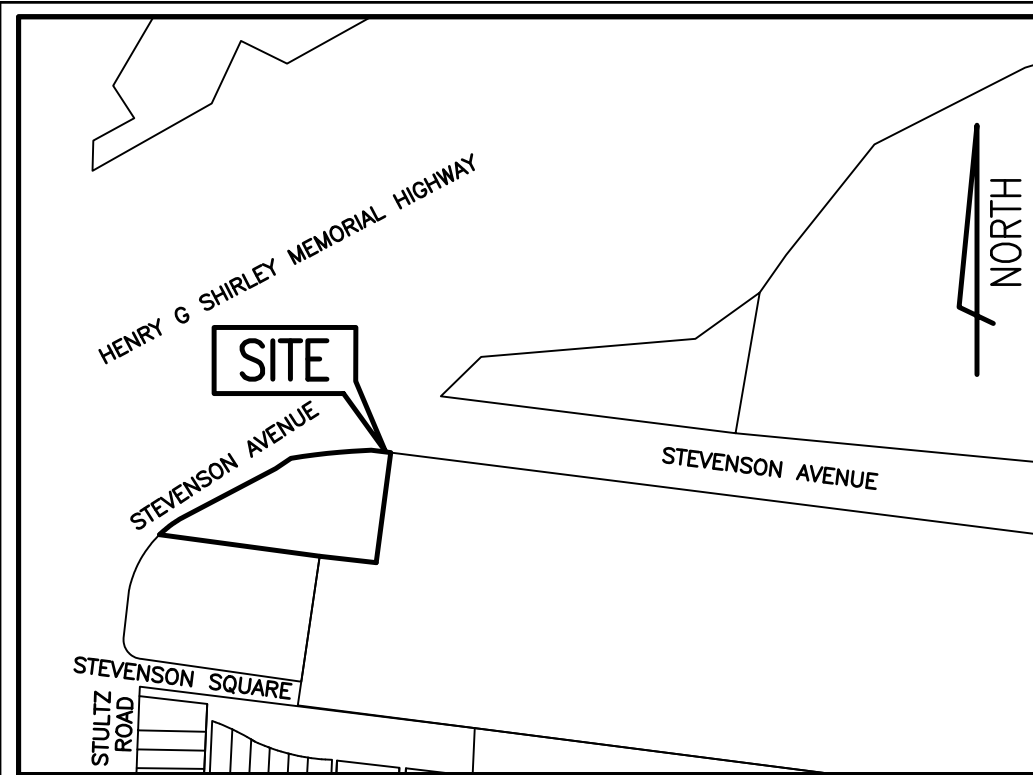 HENRY G SHIRLEY MEMORIAL HIGHWAY
NORTH
SITE
STEVENSON AVENUE
STEVENSON AVENUE
STEVENSON SQUARE
STULTZ
ROAD